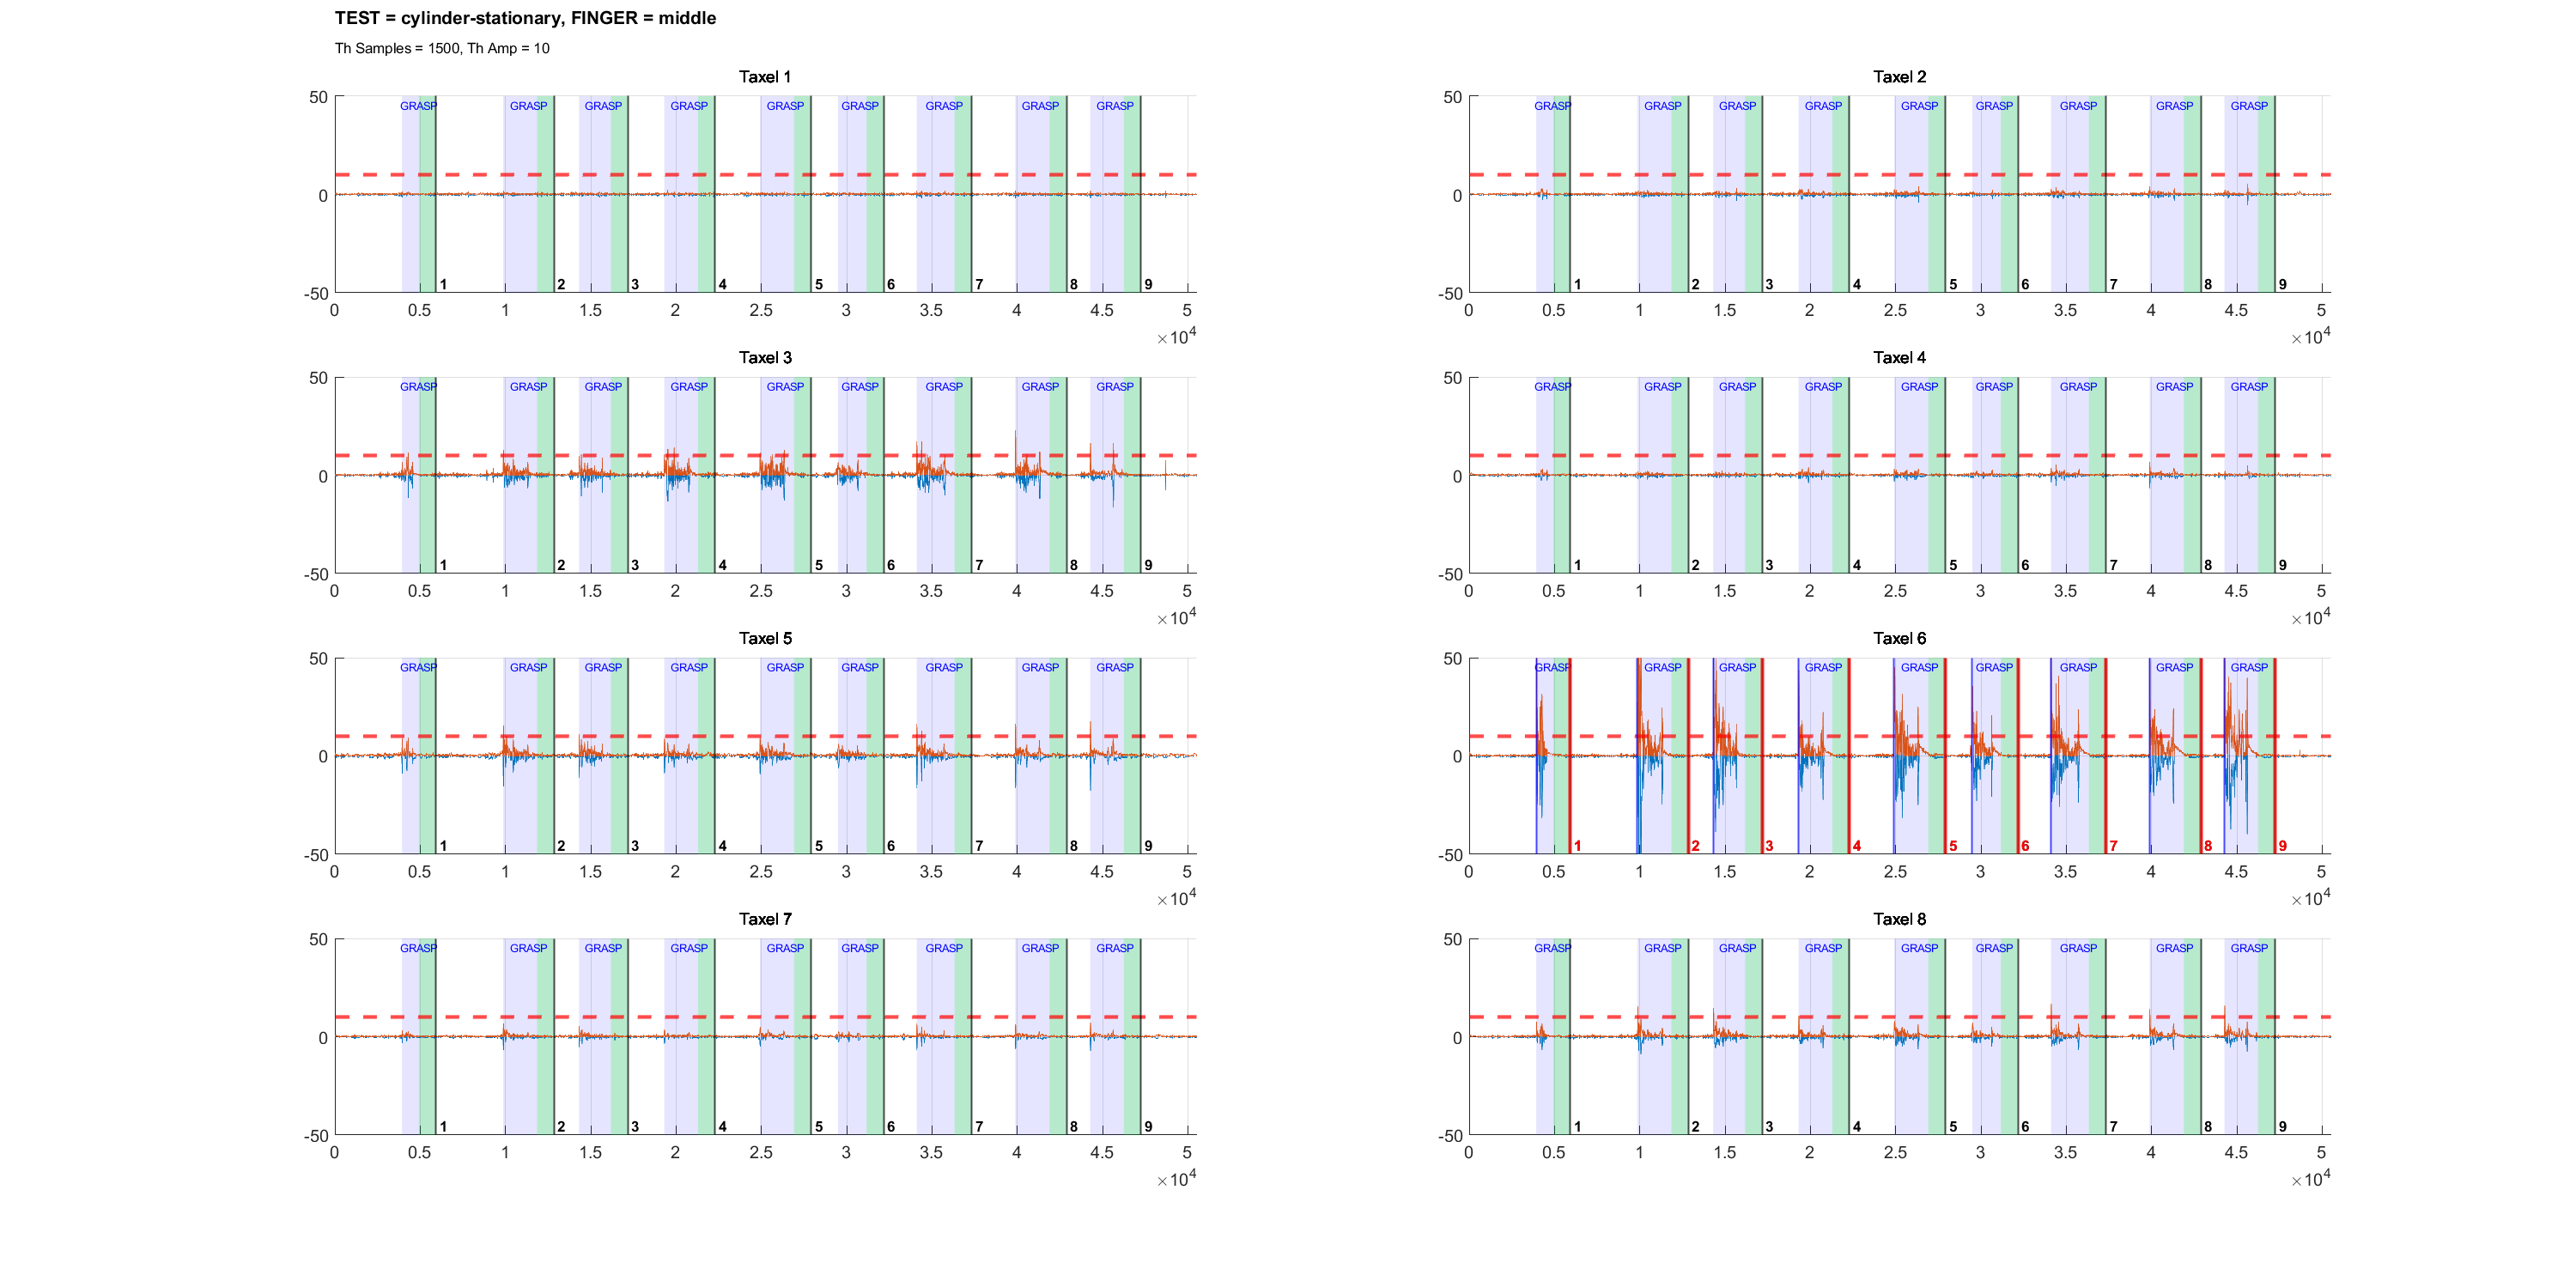 TEST = cylinder-stationary, FINGER = middle
Th Samples = 1500, Th Amp = 10
Taxel 1
50
GRASP GRASP GRASP GRASP GRASP GRASP GRASP GRASP GRASP
0
1 2 3 4 5 6 7 8 9
-50
0 0.5 1 1.5 2 2.5 3 3.5 4 4.5 5
×10^4
Taxel 2
50
GRASP GRASP GRASP GRASP GRASP GRASP GRASP GRASP GRASP
0
1 2 3 4 5 6 7 8 9
-50
0 0.5 1 1.5 2 2.5 3 3.5 4 4.5 5
×10^4
Taxel 3
50
GRASP GRASP GRASP GRASP GRASP GRASP GRASP GRASP GRASP
0
1 2 3 4 5 6 7 8 9
-50
0 0.5 1 1.5 2 2.5 3 3.5 4 4.5 5
×10^4
Taxel 4
50
GRASP GRASP GRASP GRASP GRASP GRASP GRASP GRASP GRASP
0
1 2 3 4 5 6 7 8 9
-50
0 0.5 1 1.5 2 2.5 3 3.5 4 4.5 5
×10^4
Taxel 5
50
GRASP GRASP GRASP GRASP GRASP GRASP GRASP GRASP GRASP
0
1 2 3 4 5 6 7 8 9
-50
0 0.5 1 1.5 2 2.5 3 3.5 4 4.5 5
×10^4
Taxel 6
50
GRASP GRASP GRASP GRASP GRASP GRASP GRASP GRASP GRASP
0
1 2 3 4 5 6 7 8 9
-50
0 0.5 1 1.5 2 2.5 3 3.5 4 4.5 5
×10^4
Taxel 7
50
GRASP GRASP GRASP GRASP GRASP GRASP GRASP GRASP GRASP
0
1 2 3 4 5 6 7 8 9
-50
0 0.5 1 1.5 2 2.5 3 3.5 4 4.5 5
×10^4
Taxel 8
50
GRASP GRASP GRASP GRASP GRASP GRASP GRASP GRASP GRASP
0
1 2 3 4 5 6 7 8 9
-50
0 0.5 1 1.5 2 2.5 3 3.5 4 4.5 5
×10^4